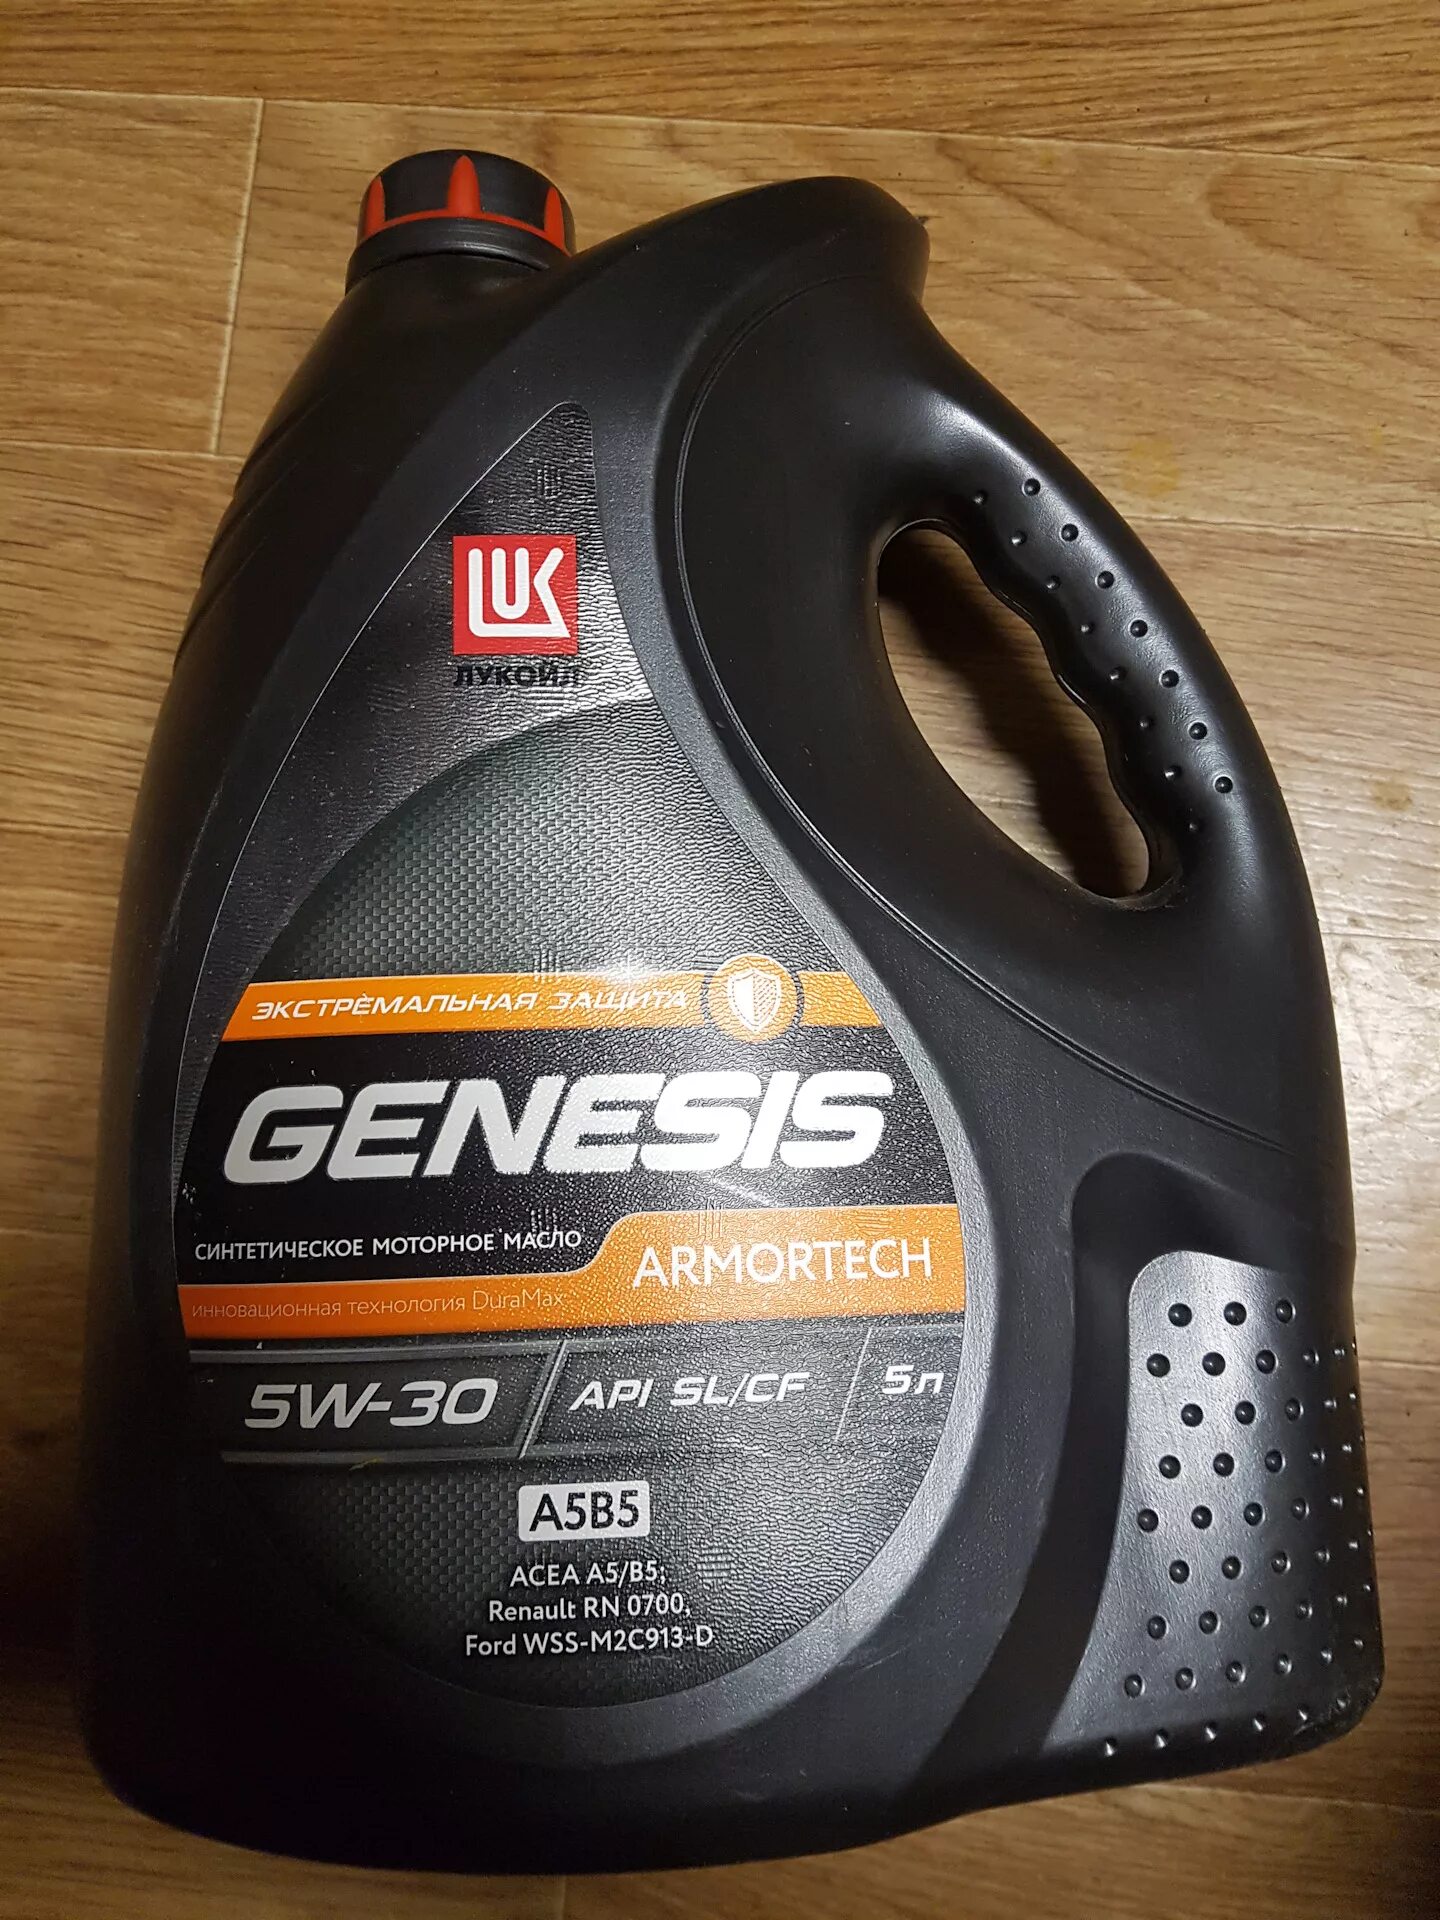 LUK
ЛУКОЙЛ
ЭКСТРЕМАЛЬНАЯ ЗАЩИТА
GENESIS
СИНТЕТИЧЕСКОЕ МОТОРНОЕ МАСЛО
ARMORTECH
инновационная технология DuraMax
5W-30
API SL/CF
5л
A5B5
ACEA A5/B5;
Renault RN 0700,
Ford WSS-M2C913-D